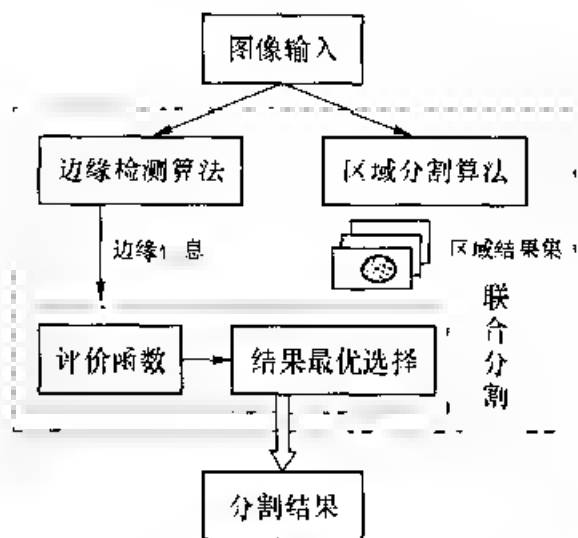 图像输入
边缘检测算法
区域分割算法
边缘 息
区域结果集
联合分割
评价函数
结果最优选择
分割结果